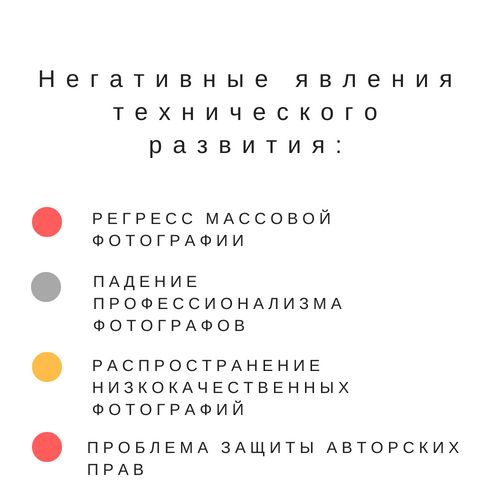 Негативные явления
технического
развития:
РЕГРЕСС МАССОВОЙ
ФОТОГРАФИИ
ПАДЕНИЕ
ПРОФЕССИОНАЛИЗМА
ФОТОГРАФОВ
РАСПРОСТРАНЕНИЕ
НИЗКОКАЧЕСТВЕННЫХ
ФОТОГРАФИЙ
ПРОБЛЕМА ЗАЩИТЫ АВТОРСКИХ
ПРАВ